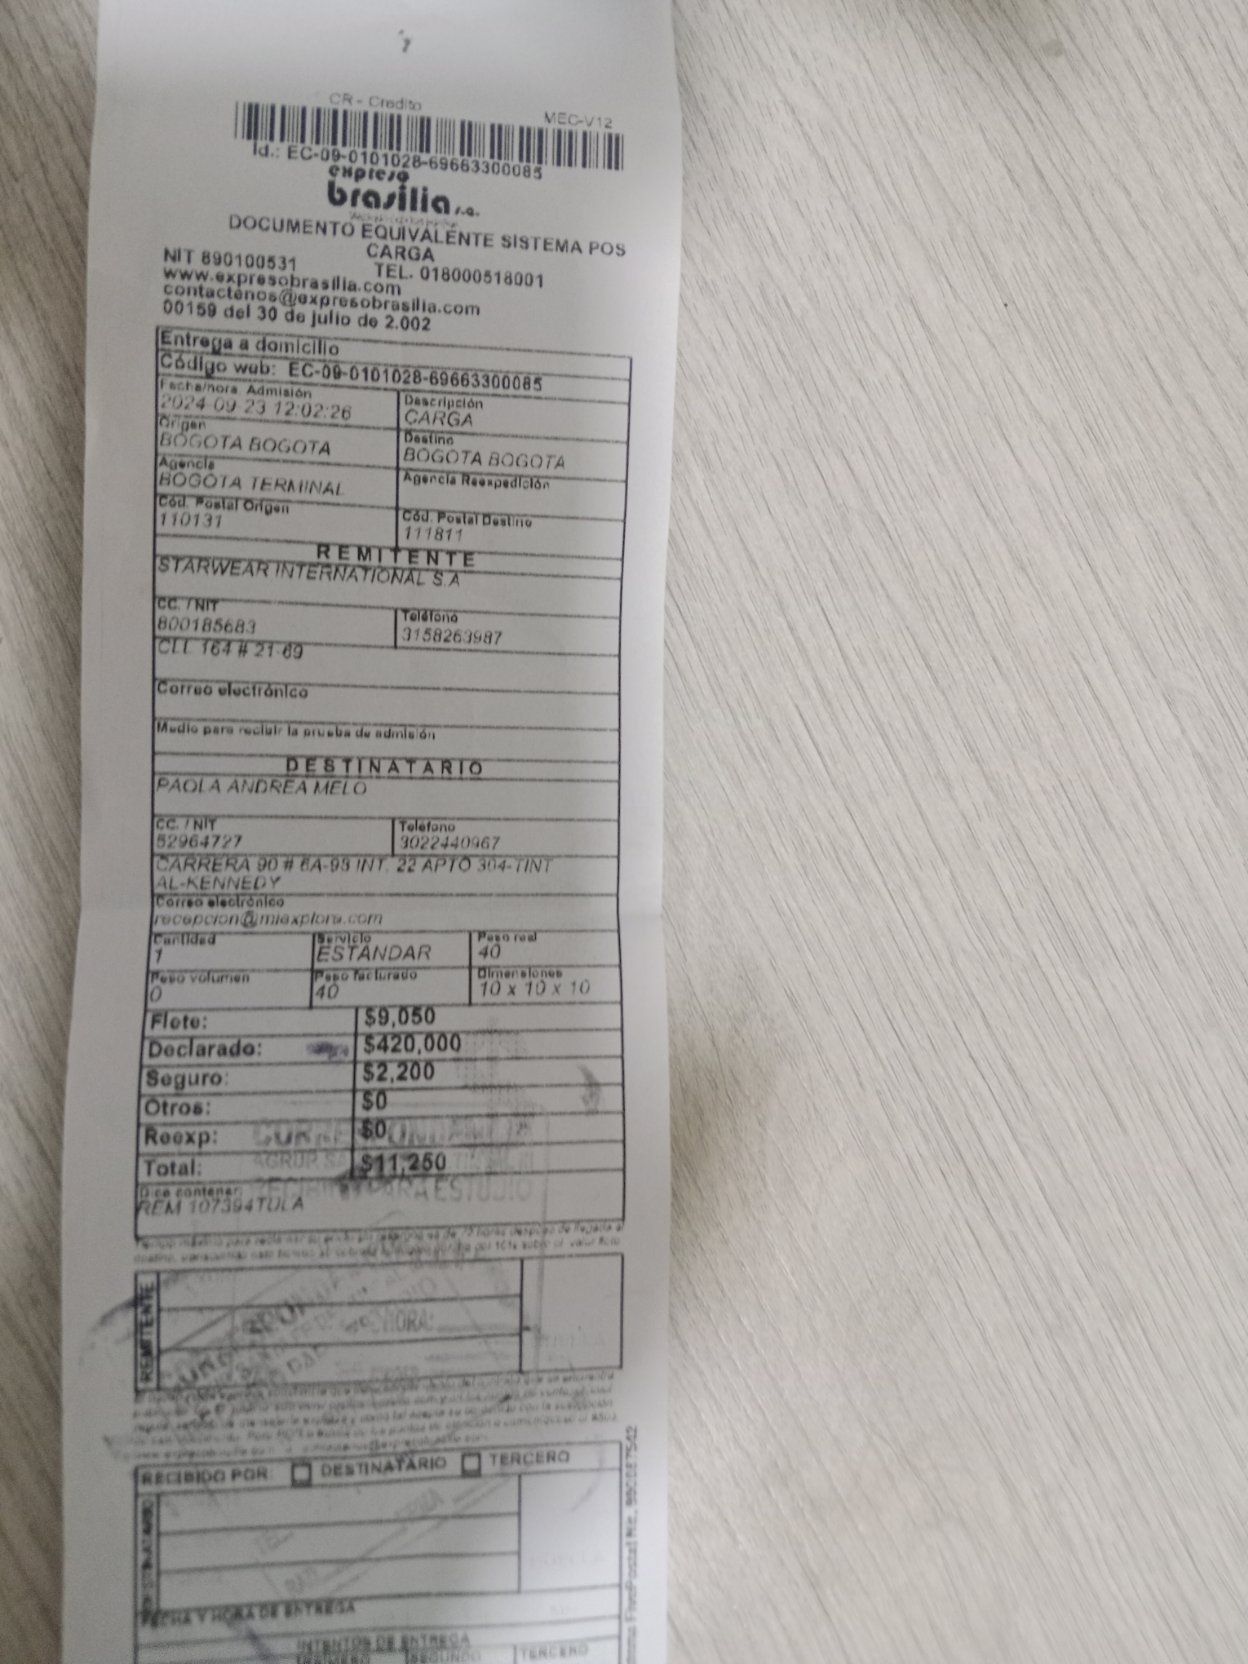 CR - Credito
MEC-V12
Id.: EC-09-0101028-69663300085
expreso
brasilia s.a.
DOCUMENTO EQUIVALENTE SISTEMA POS
CARGA
NIT 890100531 TEL. 018000518001
www.expresobrasilia.com
contactenos@expresobrasilia.com
00159 del 30 de julio de 2.002
Entrega a domicilio
Código web: EC-09-0101028-69663300085
Fecha/hora Admisión Descripción
2024-09-23 12:02:26 CARGA
Origen Destino
BOGOTA BOGOTA BOGOTA BOGOTA
Agencia Agencia Reexpedición
BOGOTA TERMINAL
Cód. Postal Origen Cód. Postal Destino
110131 111811
REMITENTE
STARWEAR INTERNATIONAL S.A
CC. / NIT Teléfono
800185683 3158263987
CLL 164 # 21-69
Correo electrónico
Medio para recibir la prueba de admisión
DESTINATARIO
PAOLA ANDREA MELO
CC. / NIT Teléfono
52964727 3022440967
CARRERA 90 # 6A-98 INT. 22 APTO 304-TINT
AL-KENNEDY
Correo electrónico
recepcion@miexplora.com
Cantidad Servicio Peso real
1 ESTANDAR 40
Peso volumen Peso facturado Dimensiones
0 40 10 x 10 x 10
Flete: $9,050
Declarado: $420,000
Seguro: $2,200
Otros: $0
Reexp: $0
Total: $11,250
Dice contener:
REM 107394TULA
REMITENTE
HORA:
RECIBIDO POR: DESTINATARIO TERCERO
DESTINATARIO
FECHA Y HORA DE ENTREGA
INTENTOS DE ENTREGA
PRIMERO SEGUNDO TERCERO